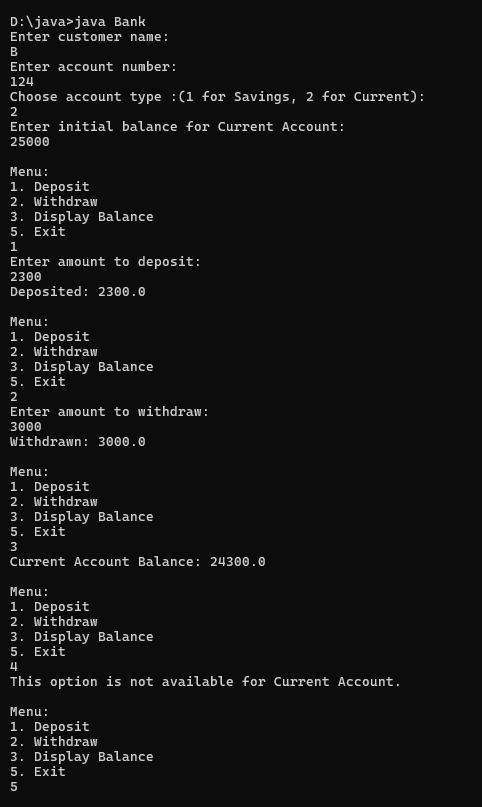 D:\java>java Bank
Enter customer name:
B
Enter account number:
124
Choose account type :(1 for Savings, 2 for Current):
2
Enter initial balance for Current Account:
25000
Menu:
1. Deposit
2. Withdraw
3. Display Balance
5. Exit
1
Enter amount to deposit:
2300
Deposited: 2300.0
Menu:
1. Deposit
2. Withdraw
3. Display Balance
5. Exit
2
Enter amount to withdraw:
3000
Withdrawn: 3000.0
Menu:
1. Deposit
2. Withdraw
3. Display Balance
5. Exit
3
Current Account Balance: 24300.0
Menu:
1. Deposit
2. Withdraw
3. Display Balance
5. Exit
4
This option is not available for Current Account.
Menu:
1. Deposit
2. Withdraw
3. Display Balance
5. Exit
5